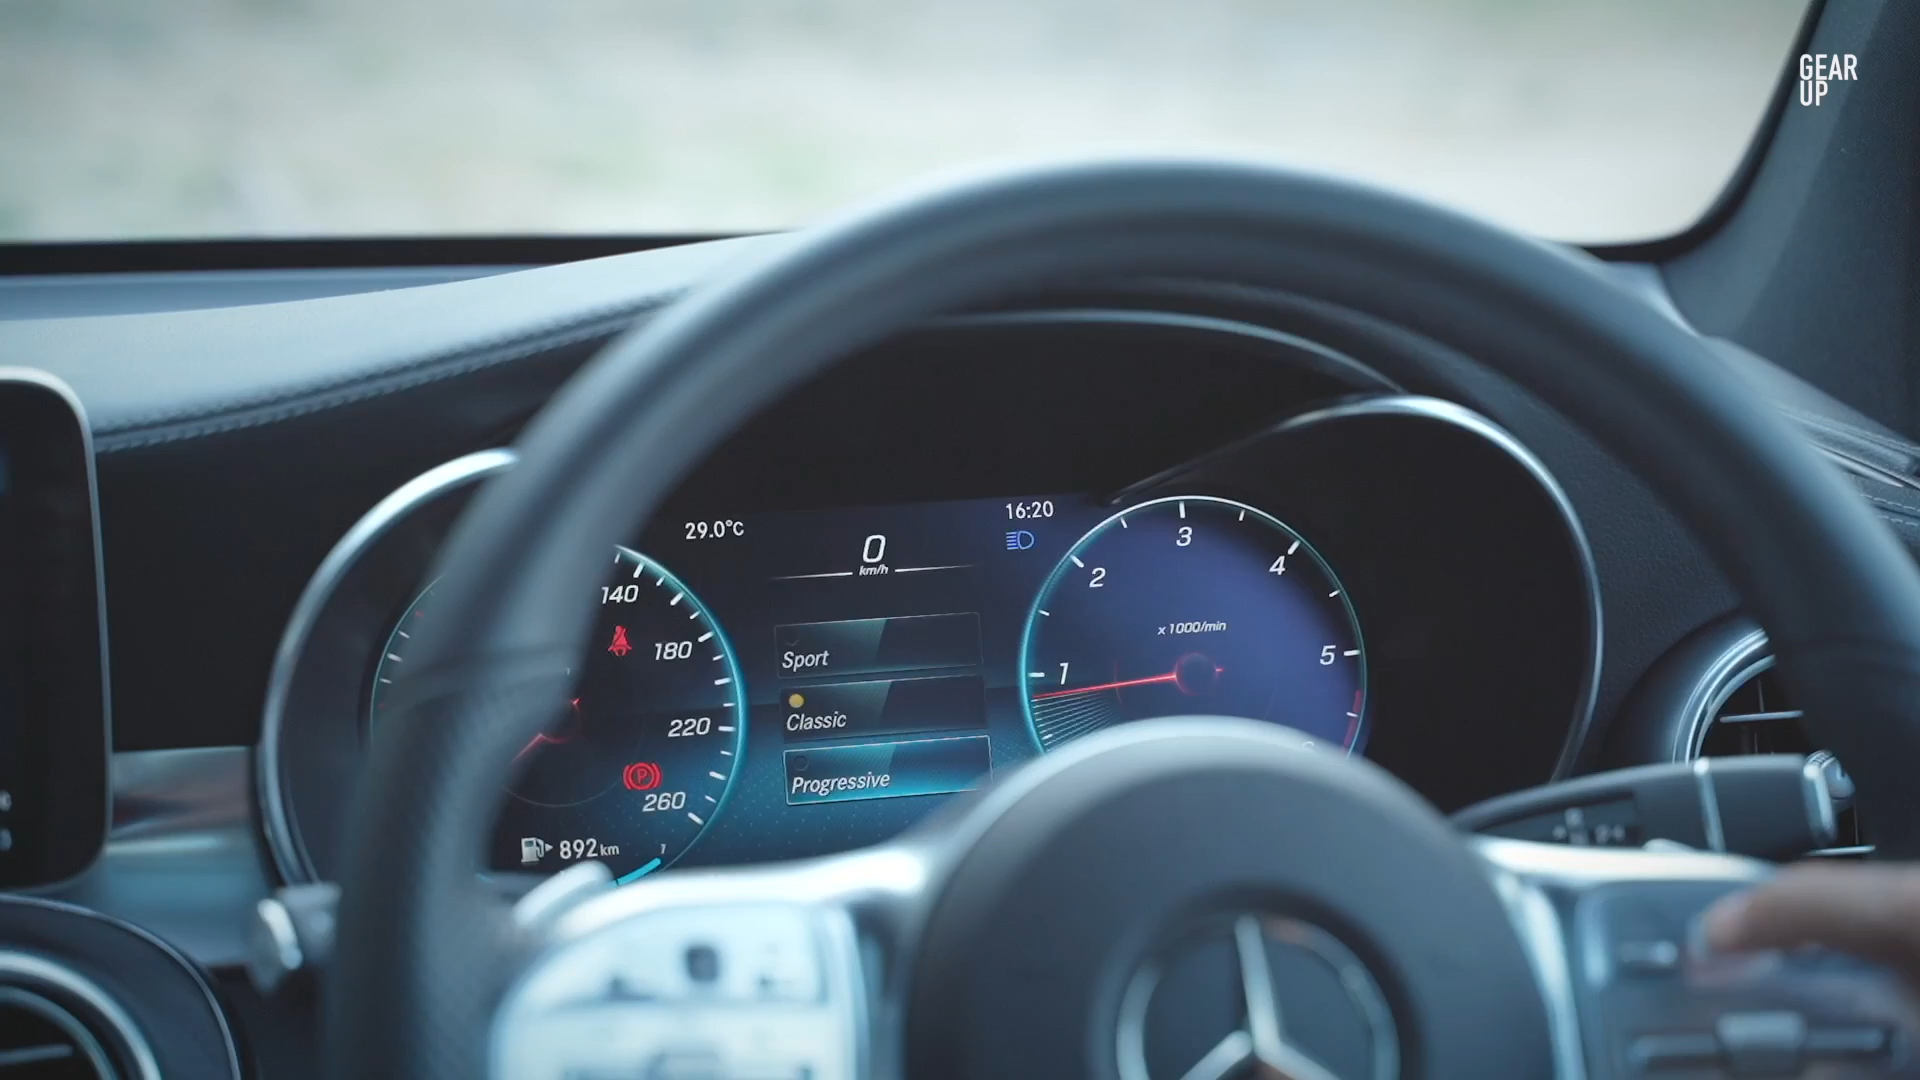 GEAR
UP
29.0°C
0
km/h
16:20
140
180
220
260
892 km
Sport
Classic
Progressive
1
2
3
4
5
x 1000/min
P